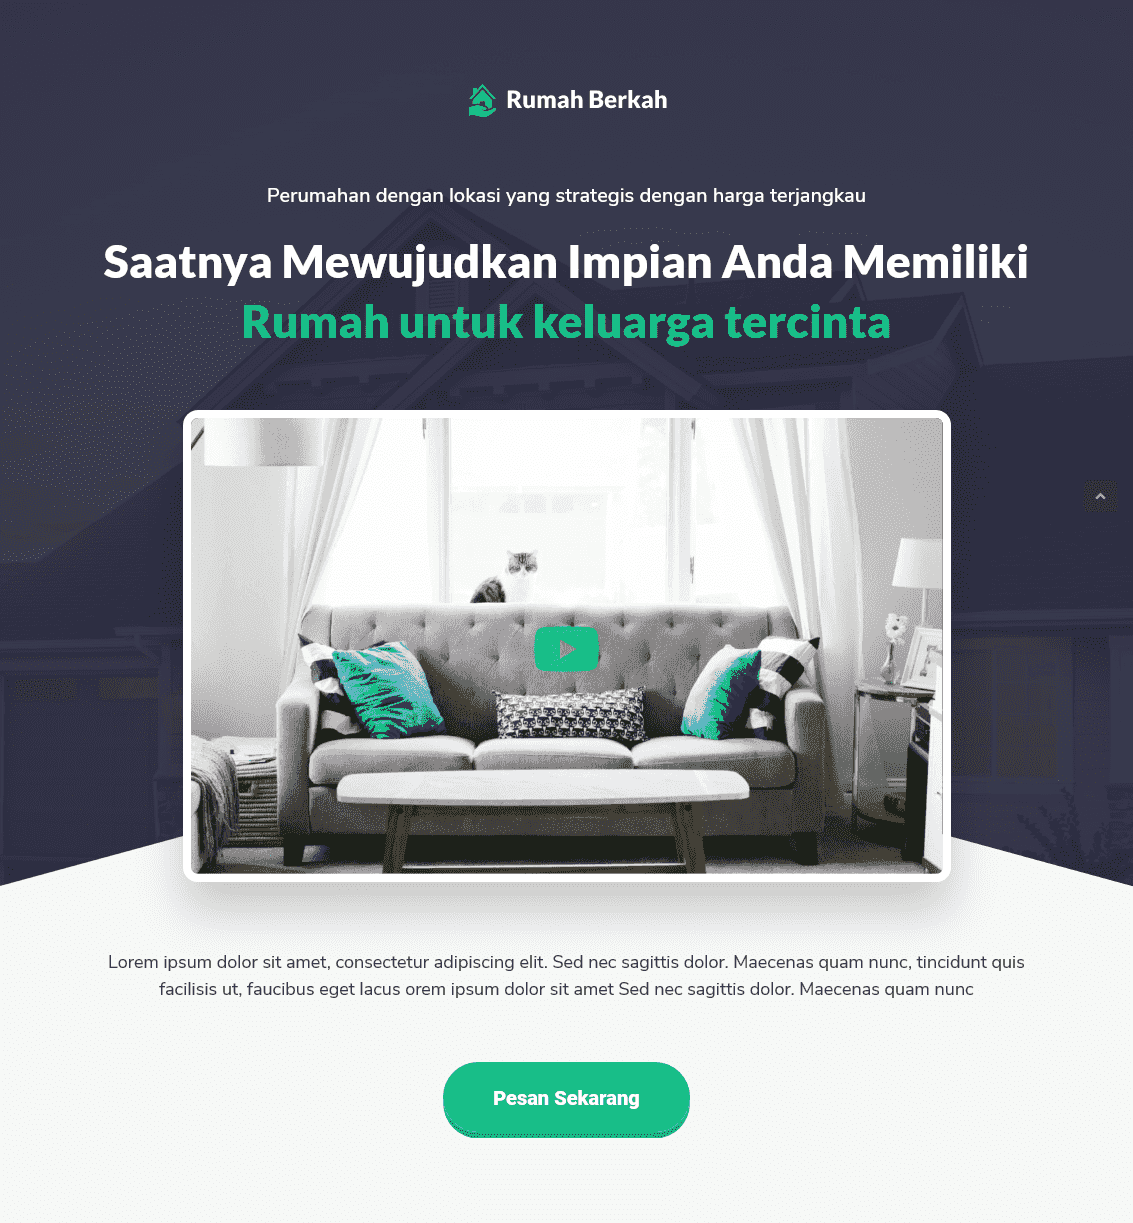 Rumah Berkah
Perumahan dengan lokasi yang strategis dengan harga terjangkau
Saatnya Mewujudkan Impian Anda Memiliki
Rumah untuk keluarga tercinta
Lorem ipsum dolor sit amet, consectetur adipiscing elit. Sed nec sagittis dolor. Maecenas quam nunc, tincidunt quis
facilisis ut, faucibus eget lacus orem ipsum dolor sit amet Sed nec sagittis dolor. Maecenas quam nunc
Pesan Sekarang